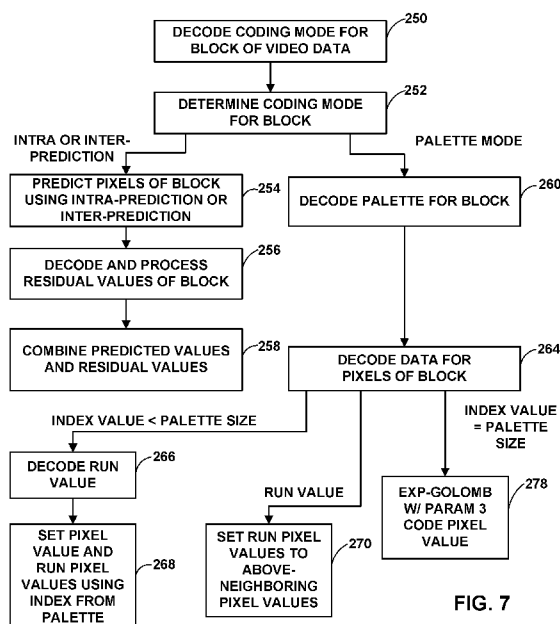 DECODE CODING MODE FOR
BLOCK OF VIDEO DATA
250
DETERMINE CODING MODE
FOR BLOCK
252
INTRA OR INTER-
PREDICTION
PALETTE MODE
PREDICT PIXELS OF BLOCK
USING INTRA-PREDICTION OR
INTER-PREDICTION
254
DECODE PALETTE FOR BLOCK
260
DECODE AND PROCESS
RESIDUAL VALUES OF BLOCK
256
COMBINE PREDICTED VALUES
AND RESIDUAL VALUES
258
DECODE DATA FOR
PIXELS OF BLOCK
264
INDEX VALUE < PALETTE SIZE
INDEX VALUE
= PALETTE
SIZE
DECODE RUN
VALUE
266
RUN VALUE
EXP-GOLOMB
W/ PARAM 3
CODE PIXEL
VALUE
278
SET PIXEL
VALUE AND
RUN PIXEL
VALUES USING
INDEX FROM
PALETTE
268
SET RUN PIXEL
VALUES TO
ABOVE-
NEIGHBORING
PIXEL VALUES
270
FIG. 7